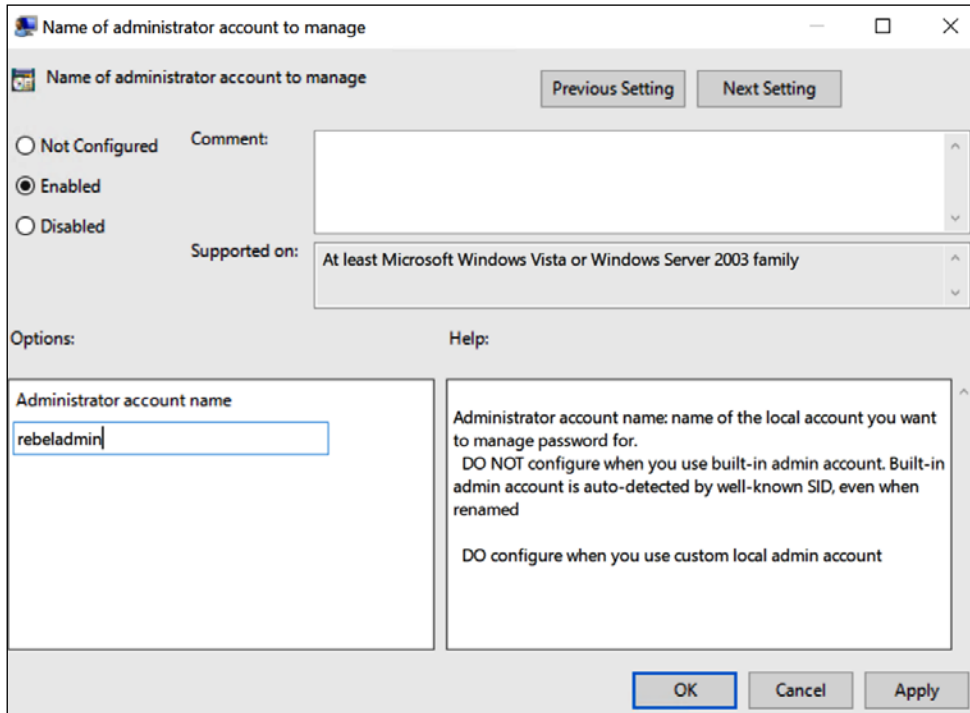 Name of administrator account to manage
Name of administrator account to manage
Previous Setting
Next Setting
Not Configured
Comment:
Enabled
Disabled
Supported on:
At least Microsoft Windows Vista or Windows Server 2003 family
Options:
Help:
Administrator account name
rebeladmin
Administrator account name: name of the local account you want
to manage password for.
DO NOT configure when you use built-in admin account. Built-in
admin account is auto-detected by well-known SID, even when
renamed
DO configure when you use custom local admin account
OK
Cancel
Apply